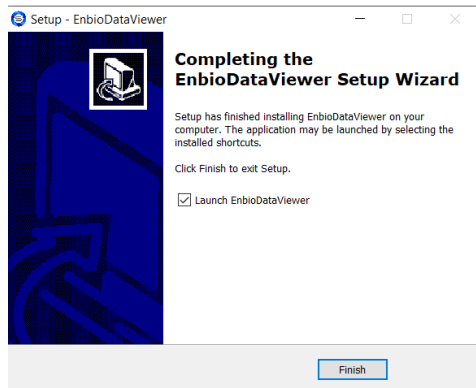 Setup - EnbioDataViewer
Completing the
EnbioDataViewer Setup Wizard
Setup has finished installing EnbioDataViewer on your
computer. The application may be launched by selecting the
installed shortcuts.
Click Finish to exit Setup.
Launch EnbioDataViewer
Finish